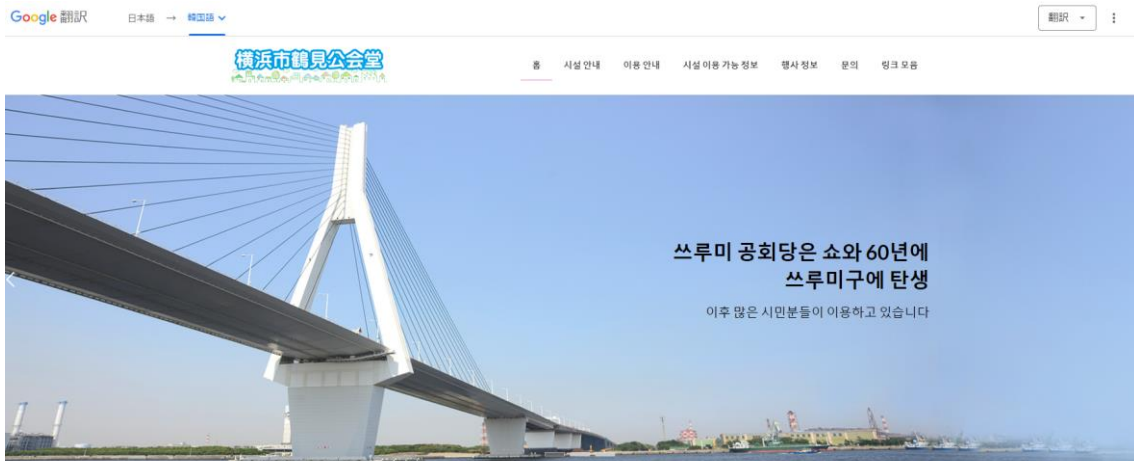 Google 翻訳
日本語 → 韓国語
翻訳
横浜市鶴見公会堂
홈 시설 안내 이용 안내 시설 이용 가능 정보 행사 정보 문의 링크 모음
쓰루미 공회당은 쇼와 60년에
쓰루미구에 탄생
이후 많은 시민분들이 이용하고 있습니다